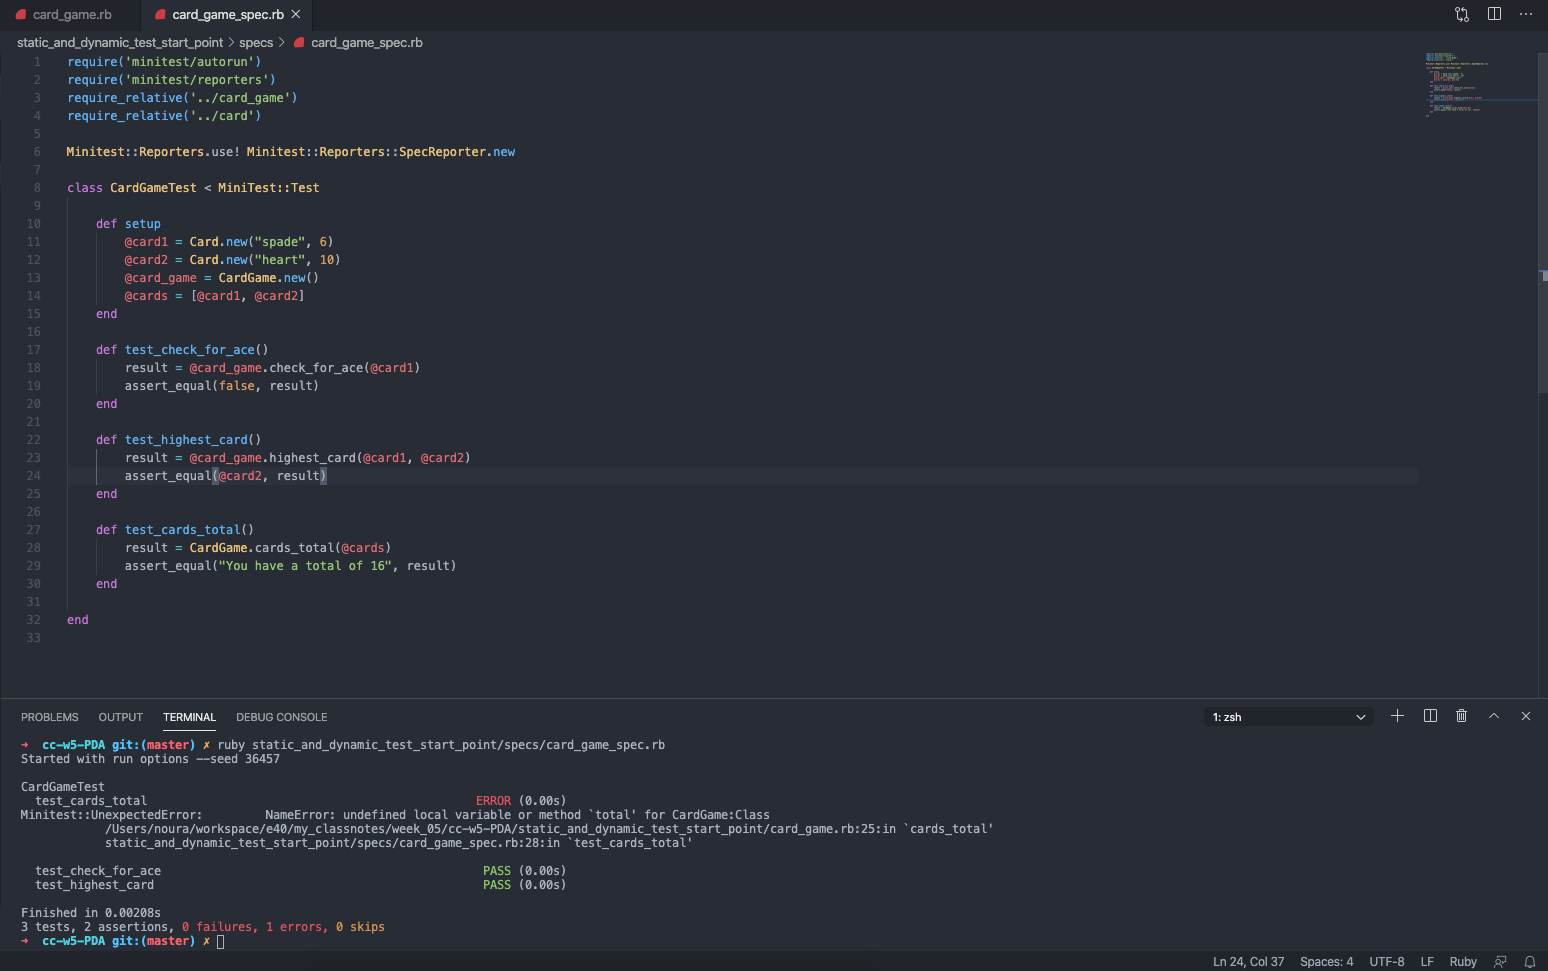 card_game.rb card_game_spec.rb
static_and_dynamic_test_start_point > specs > card_game_spec.rb
1 require('minitest/autorun')
2 require('minitest/reporters')
3 require_relative('../card_game')
4 require_relative('../card')
5
6 Minitest::Reporters.use! Minitest::Reporters::SpecReporter.new
7
8 class CardGameTest < MiniTest::Test
9
10 def setup
11 @card1 = Card.new("spade", 6)
12 @card2 = Card.new("heart", 10)
13 @card_game = CardGame.new()
14 @cards = [@card1, @card2]
15 end
16
17 def test_check_for_ace()
18 result = @card_game.check_for_ace(@card1)
19 assert_equal(false, result)
20 end
21
22 def test_highest_card()
23 result = @card_game.highest_card(@card1, @card2)
24 assert_equal(@card2, result)
25 end
26
27 def test_cards_total()
28 result = CardGame.cards_total(@cards)
29 assert_equal("You have a total of 16", result)
30 end
31
32 end
33
PROBLEMS OUTPUT TERMINAL DEBUG CONSOLE 1: zsh
→ cc-w5-PDA git:(master) ✗ ruby static_and_dynamic_test_start_point/specs/card_game_spec.rb
Started with run options --seed 36457
CardGameTest
test_cards_total ERROR (0.00s)
Minitest::UnexpectedError: NameError: undefined local variable or method `total' for CardGame:Class
/Users/noura/workspace/e40/my_classnotes/week_05/cc-w5-PDA/static_and_dynamic_test_start_point/card_game.rb:25:in `cards_total'
static_and_dynamic_test_start_point/specs/card_game_spec.rb:28:in `test_cards_total'
test_check_for_ace PASS (0.00s)
test_highest_card PASS (0.00s)
Finished in 0.00208s
3 tests, 2 assertions, 0 failures, 1 errors, 0 skips
→ cc-w5-PDA git:(master) ✗
Ln 24, Col 37 Spaces: 4 UTF-8 LF Ruby